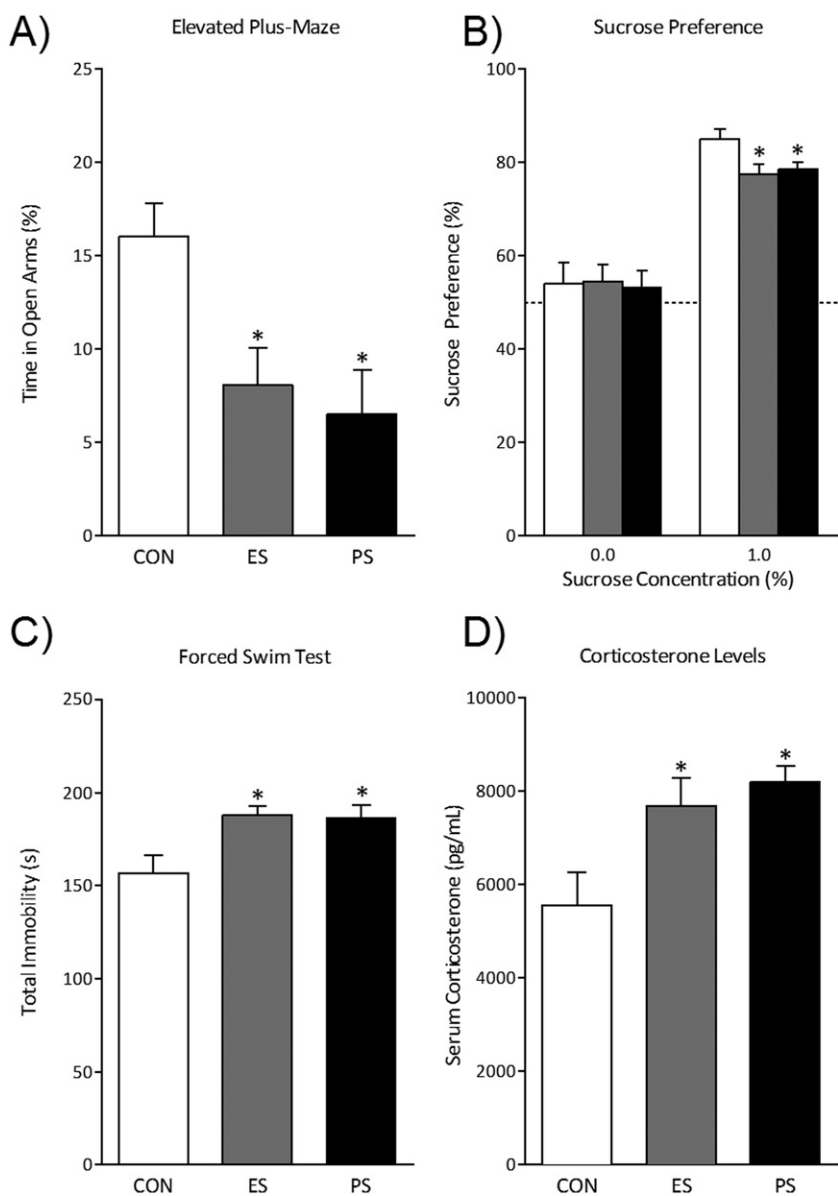 A)
Elevated Plus-Maze
25
20
15
10
5
0
Time in Open Arms (%)
*
*
CON ES PS
B)
Sucrose Preference
100
80
60
40
20
0
Sucrose Preference (%)
* *
0.0 1.0
Sucrose Concentration (%)
C)
Forced Swim Test
250
200
150
100
50
0
Total Immobility (s)
* *
CON ES PS
D)
Corticosterone Levels
10000
8000
6000
4000
2000
0
Serum Corticosterone (pg/mL)
*
*
CON ES PS